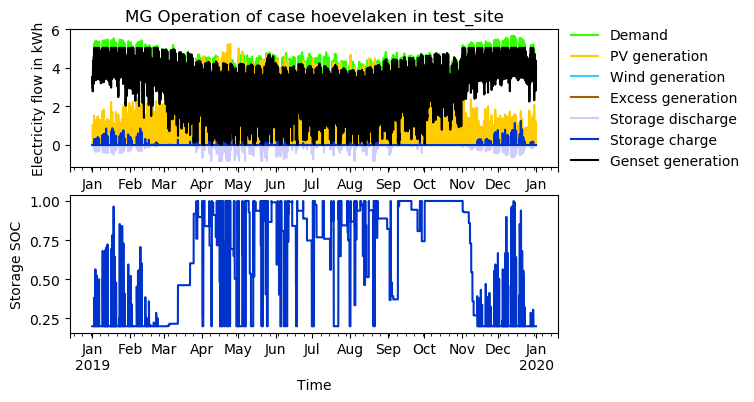 MG Operation of case hoevelaken in test_site
Electricity flow in kWh
6
4
2
0
Jan Feb Mar Apr May Jun Jul Aug Sep Oct Nov Dec Jan
Demand
PV generation
Wind generation
Excess generation
Storage discharge
Storage charge
Genset generation
Storage SOC
1.00
0.75
0.50
0.25
Jan Feb Mar Apr May Jun Jul Aug Sep Oct Nov Dec Jan
2019 2020
Time